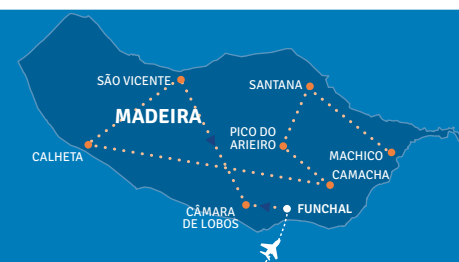 SÃO VICENTE
SANTANA
MADEIRA
PICO DO
ARIEIRO
MACHICO
CALHETA
CAMACHA
CÂMARA
DE LOBOS
FUNCHAL